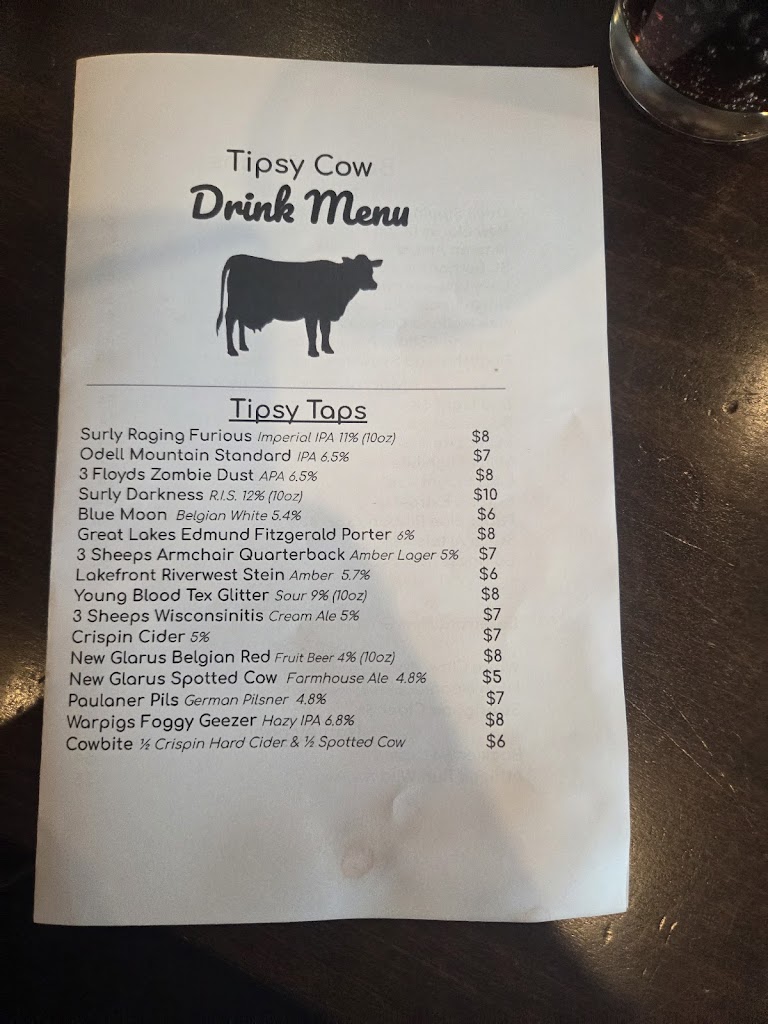 Tipsy Cow
Drink Menu
Tipsy Taps
Surly Raging Furious Imperial IPA 11% (10oz) $8
Odell Mountain Standard IPA 6.5% $7
3 Floyds Zombie Dust APA 6.5% $8
Surly Darkness R.I.S. 12% (10oz) $10
Blue Moon Belgian White 5.4% $6
Great Lakes Edmund Fitzgerald Porter 6% $8
3 Sheeps Armchair Quarterback Amber Lager 5% $7
Lakefront Riverwest Stein Amber 5.7% $6
Young Blood Tex Glitter Sour 9% (10oz) $8
3 Sheeps Wisconsinitis Cream Ale 5% $7
Crispin Cider 5% $7
New Glarus Belgian Red Fruit Beer 4% (10oz) $8
New Glarus Spotted Cow Farmhouse Ale 4.8% $5
Paulaner Pils German Pilsner 4.8% $7
Warpigs Foggy Geezer Hazy IPA 6.8% $8
Cowbite ½ Crispin Hard Cider & ½ Spotted Cow $6